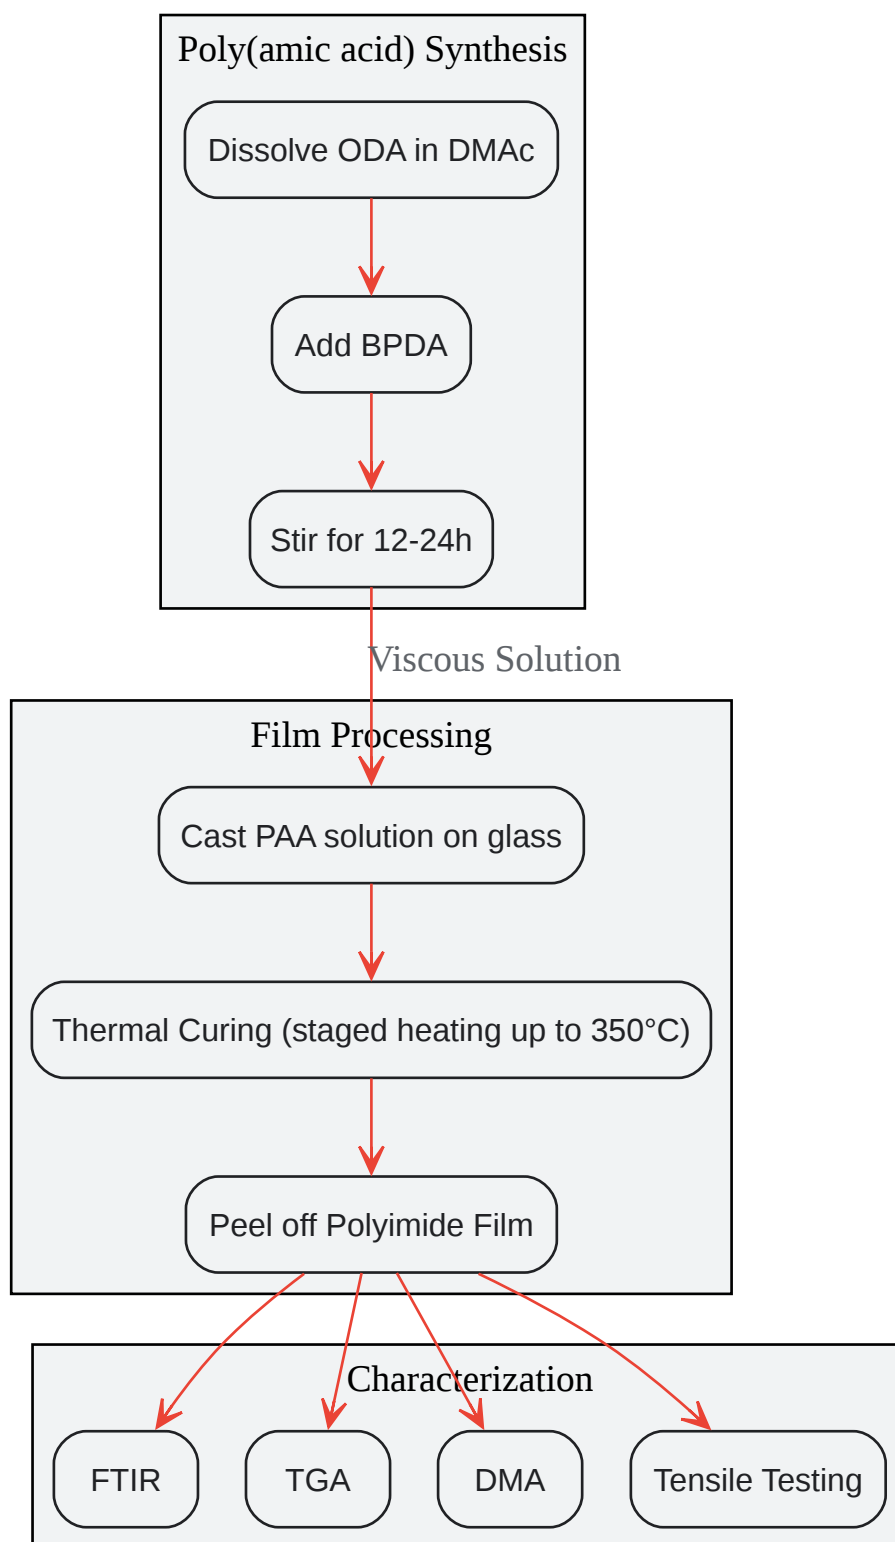 Poly(amic acid) Synthesis
Dissolve ODA in DMAc
Add BPDA
Stir for 12-24h
Viscous Solution
Film Processing
Cast PAA solution on glass
Thermal Curing (staged heating up to 350°C)
Peel off Polyimide Film
Characterization
FTIR
TGA
DMA
Tensile Testing